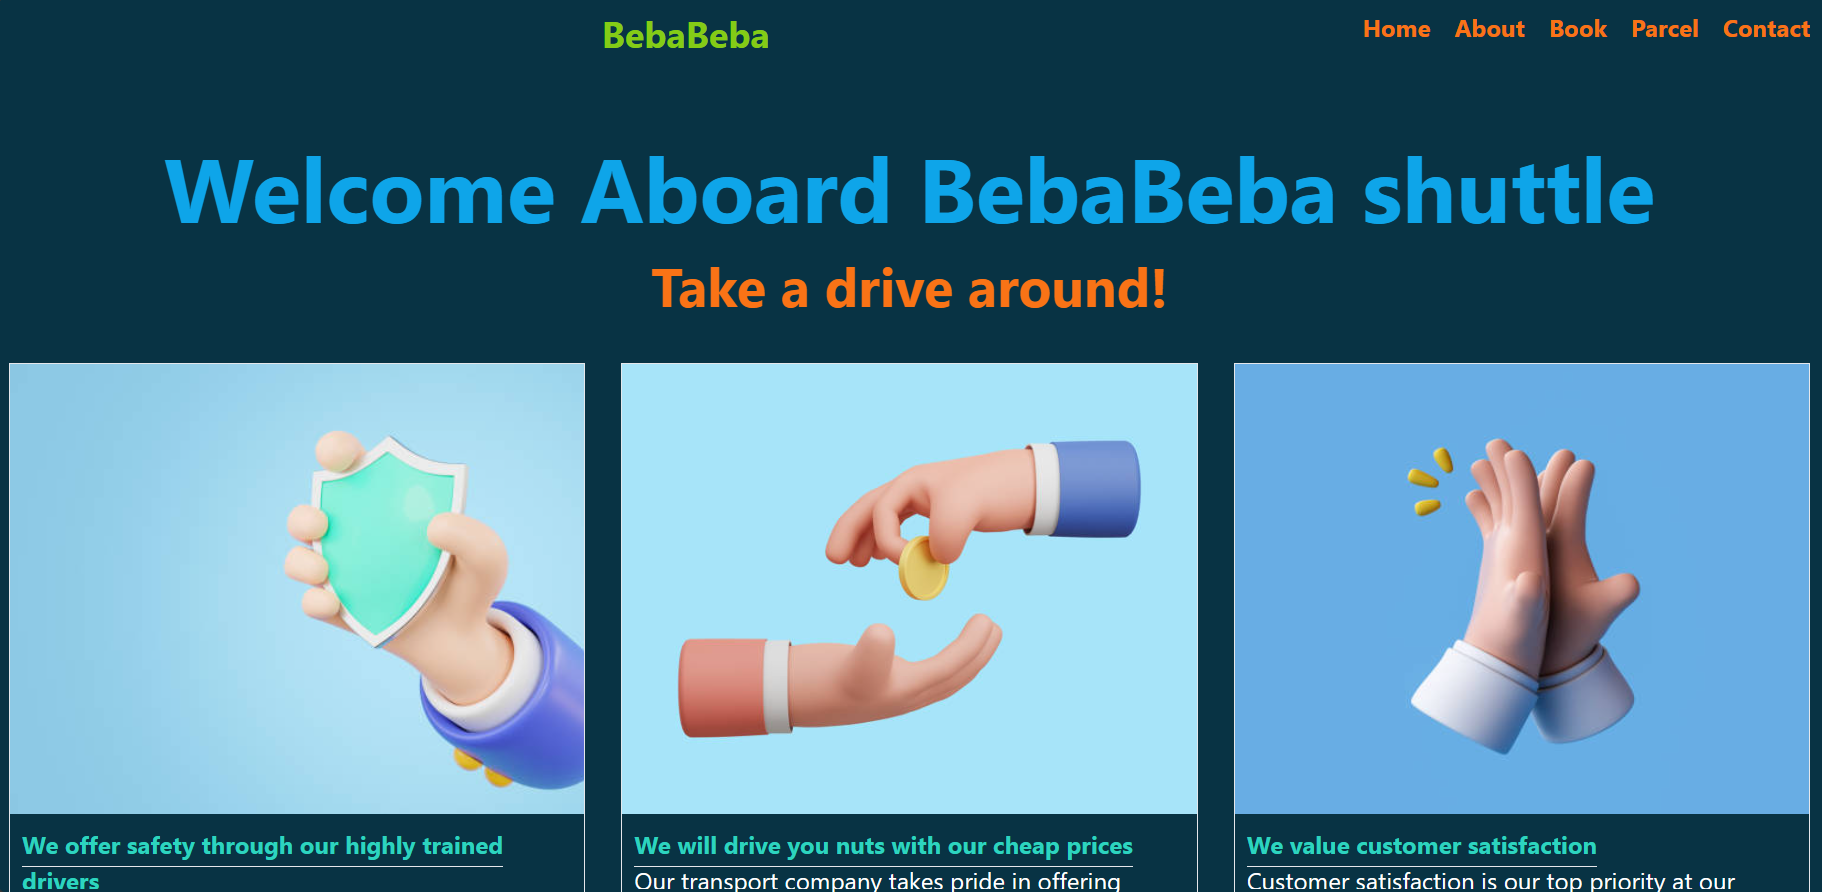 BebaBeba
Home About Book Parcel Contact
Welcome Aboard BebaBeba shuttle
Take a drive around!
We offer safety through our highly trained
drivers
We will drive you nuts with our cheap prices
Our transport company takes pride in offering
We value customer satisfaction
Customer satisfaction is our top priority at our